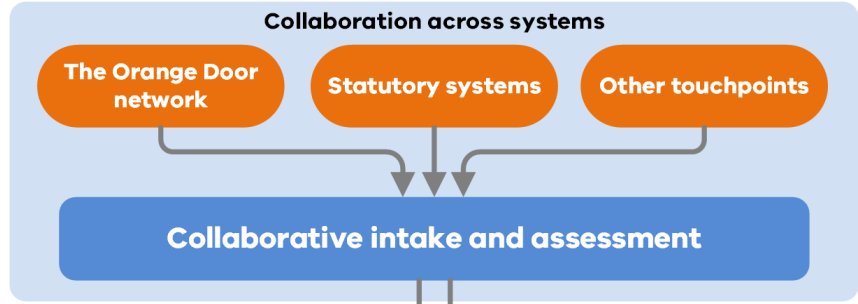 Collaboration across systems
The Orange Door
network
Statutory systems
Other touchpoints
Collaborative intake and assessment